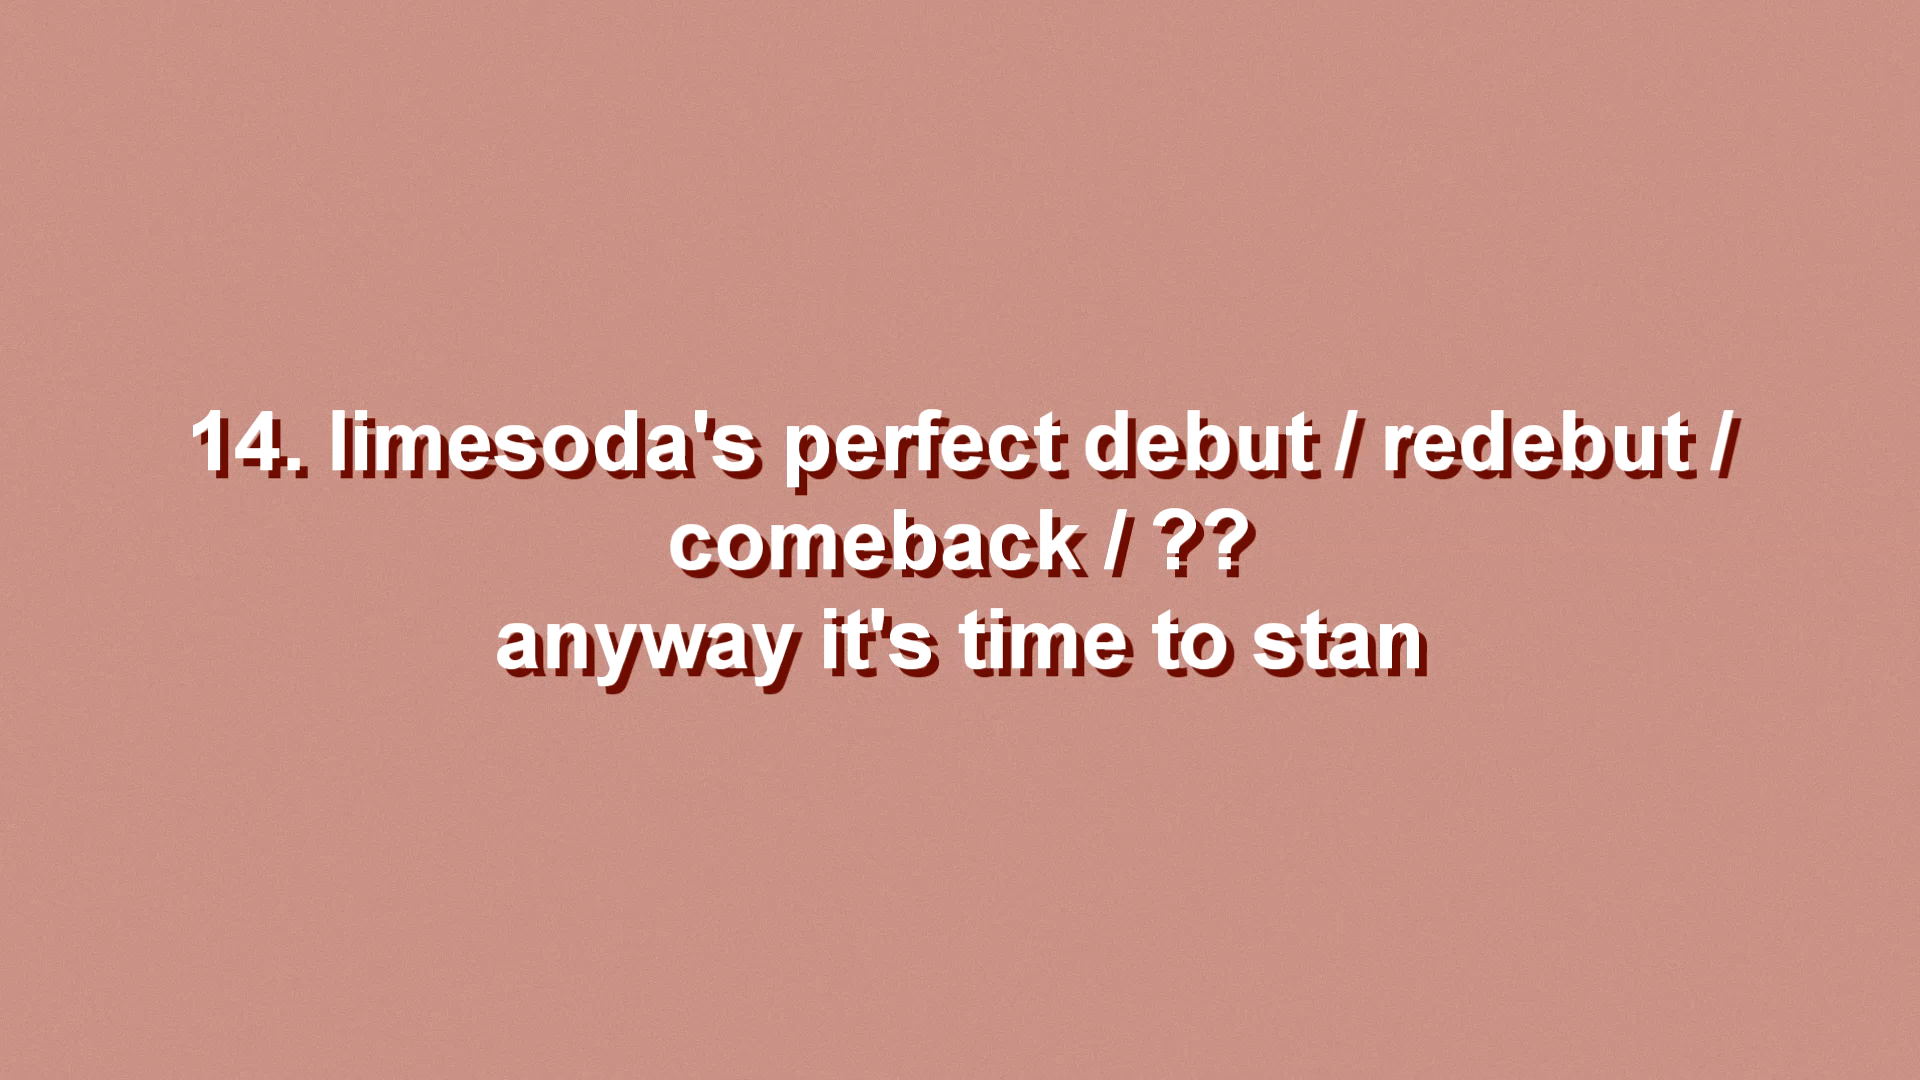 14. limesoda's perfect debut / redebut /
comeback / ??
anyway it's time to stan